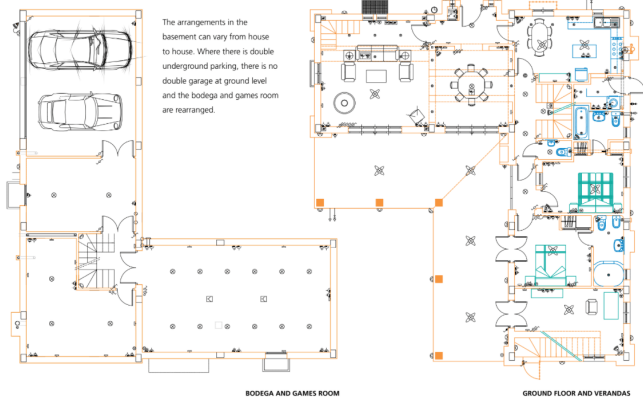 The arrangements in the
basement can vary from house
to house. Where there is double
underground parking, there is no
double garage at ground level
and the bodega and games room
are rearranged.
BODEGA AND GAMES ROOM
GROUND FLOOR AND VERANDAS